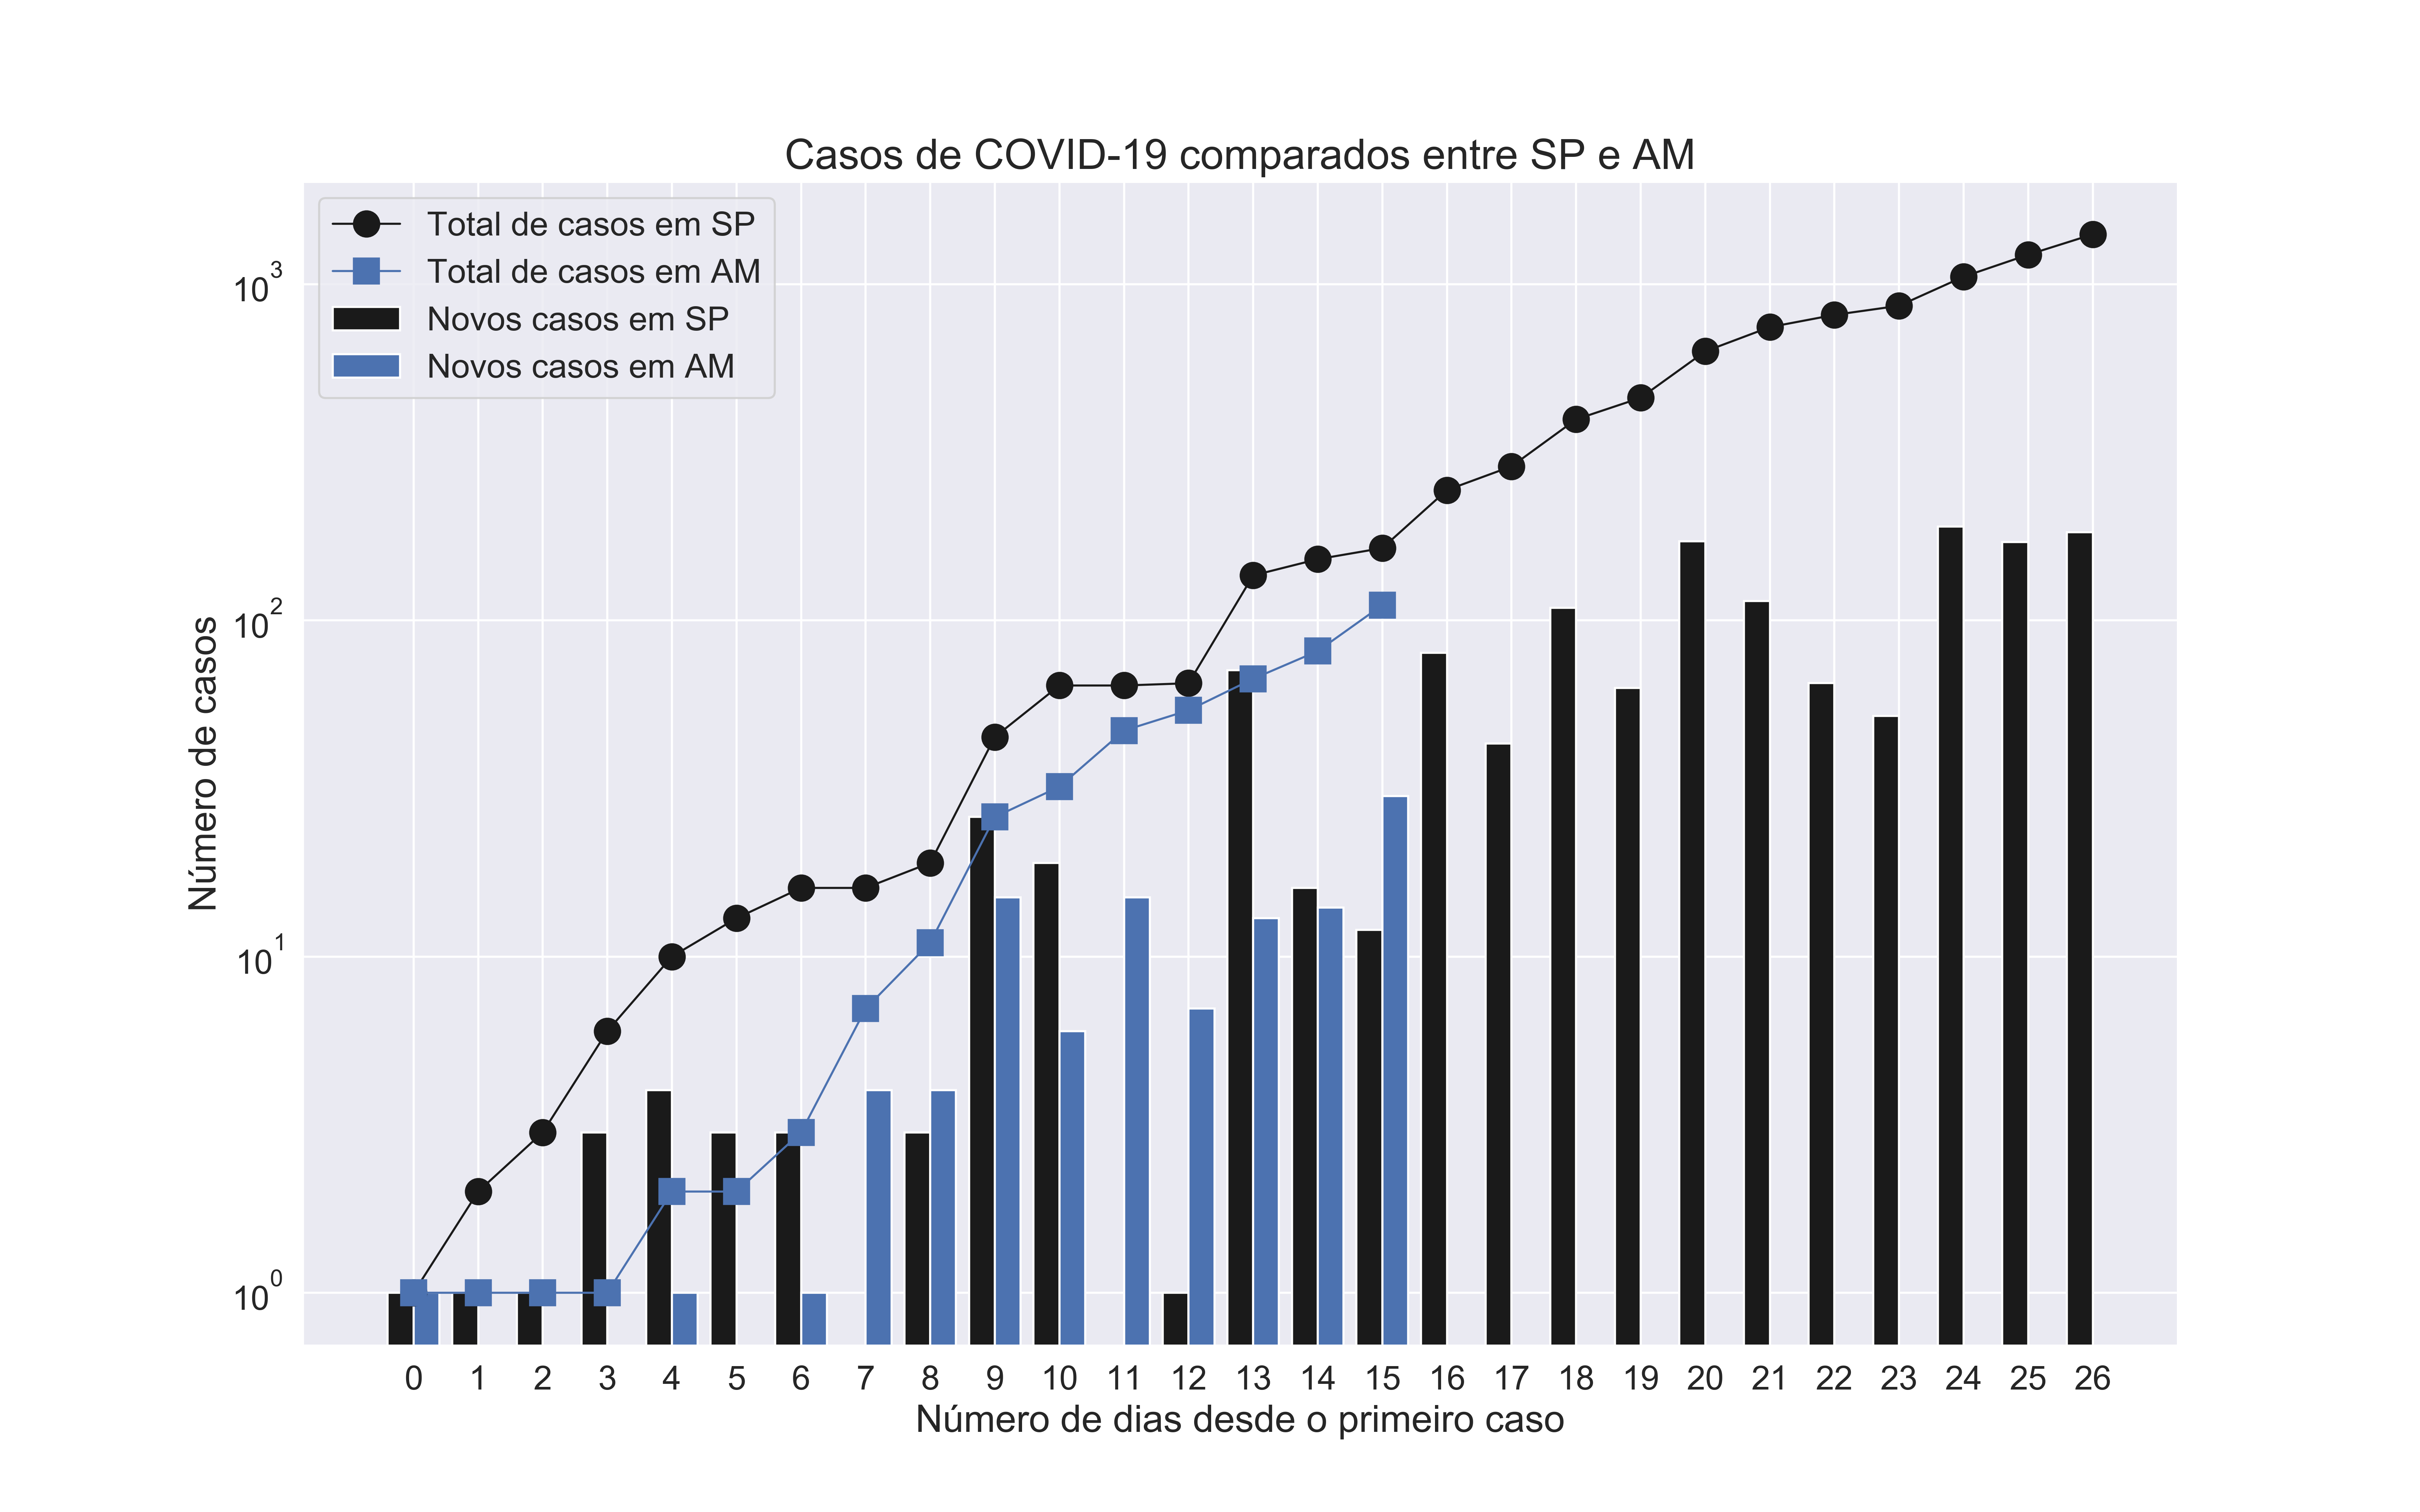 Casos de COVID-19 comparados entre SP e AM
Total de casos em SP
Total de casos em AM
Novos casos em SP
Novos casos em AM
Número de casos
10³
10²
10¹
10⁰
0 1 2 3 4 5 6 7 8 9 10 11 12 13 14 15 16 17 18 19 20 21 22 23 24 25 26
Número de dias desde o primeiro caso